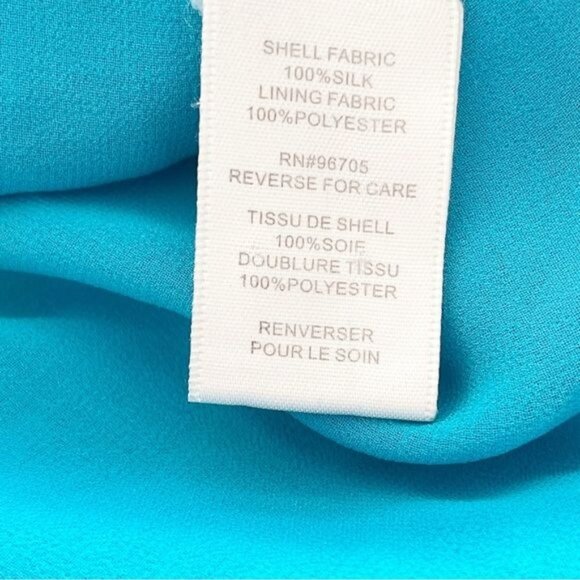 SHELL FABRIC
100%SILK
LINING FABRIC
100%POLYESTER
RN#96705
REVERSE FOR CARE
TISSU DE SHELL
100%SOIE
DOUBLURE TISSU
100%POLYESTER
RENVERSER
POUR LE SOIN